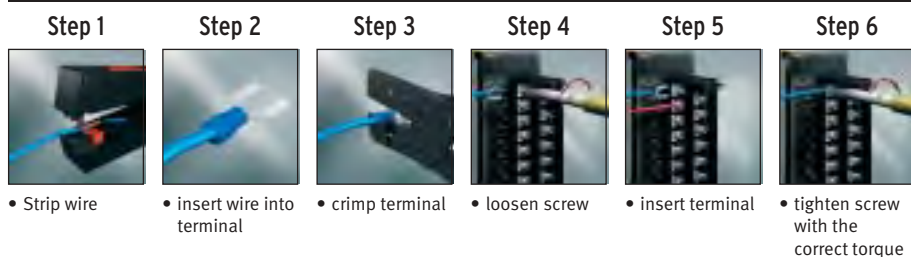 Step 1
Step 2
Step 3
Step 4
Step 5
Step 6
• Strip wire
• insert wire into
terminal
• crimp terminal
• loosen screw
• insert terminal
• tighten screw
with the
correct torque